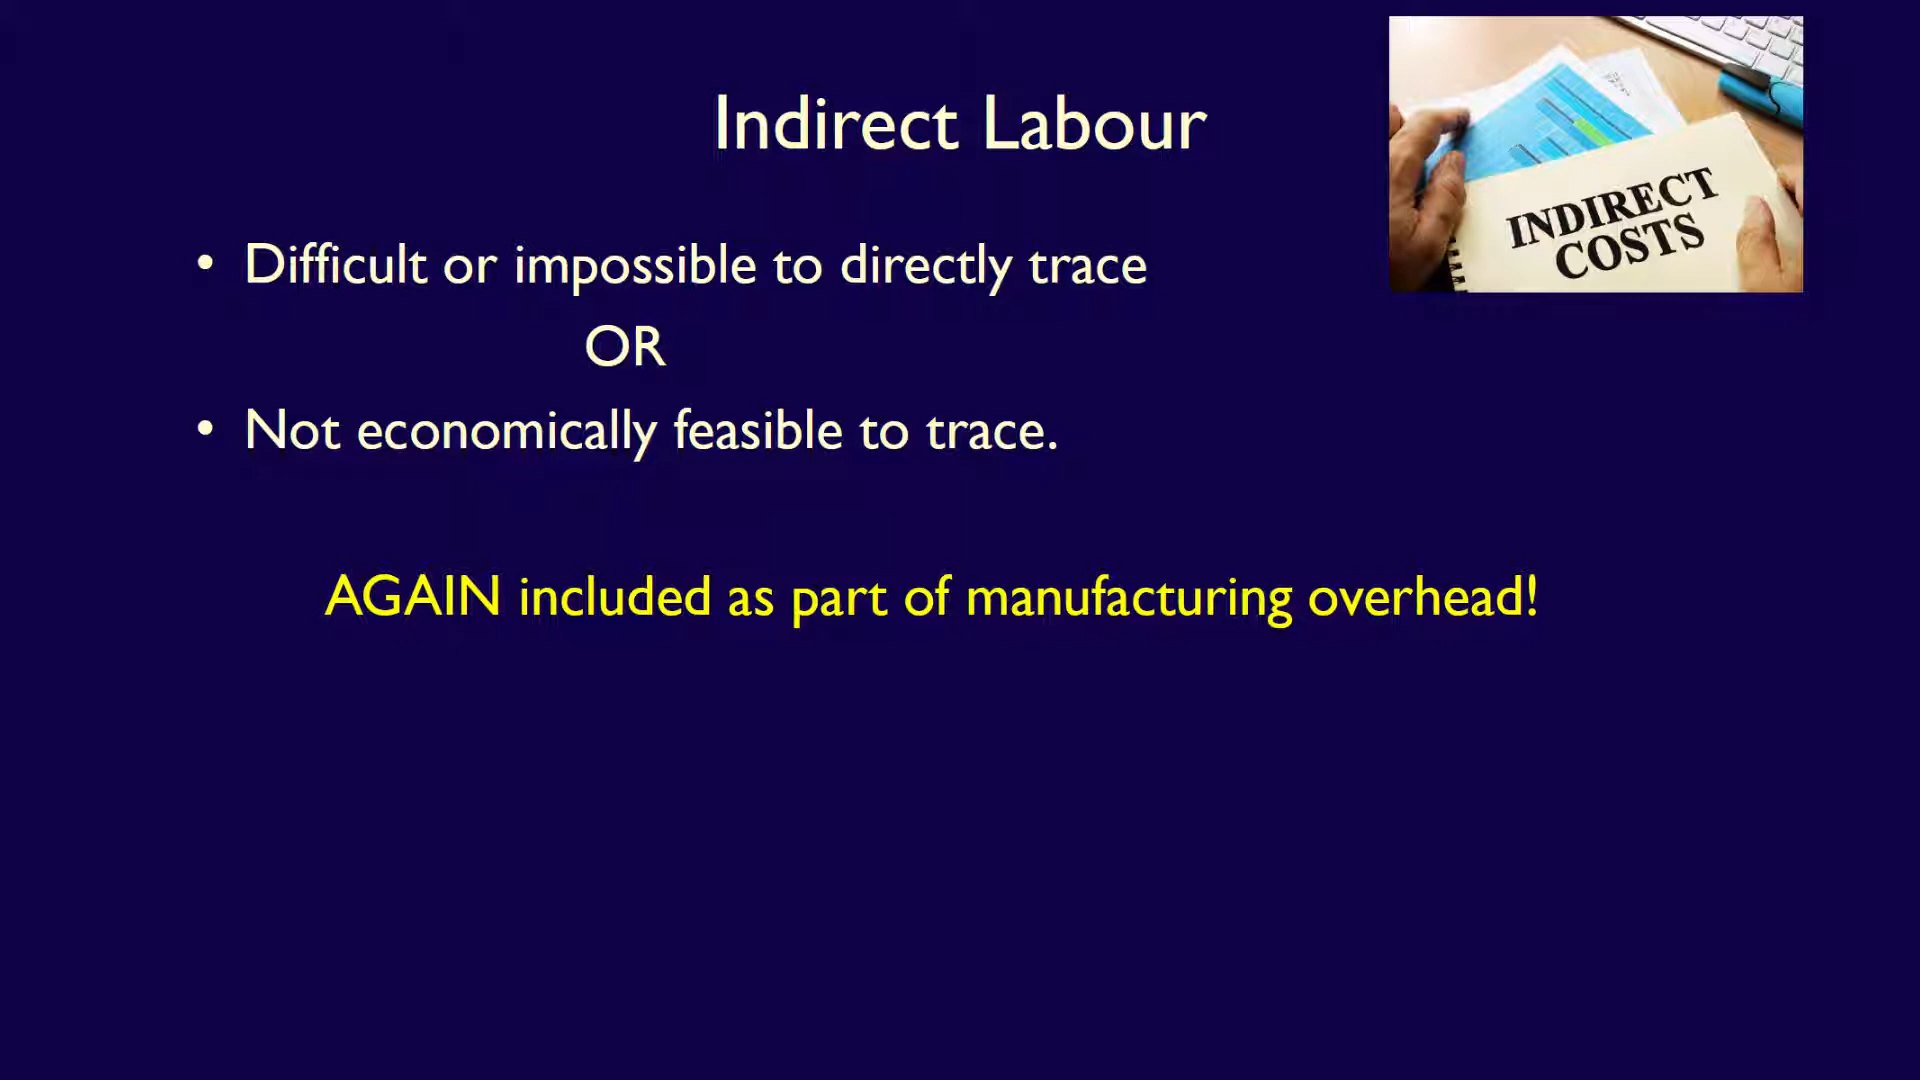 Indirect Labour
INDIRECT
COSTS
• Difficult or impossible to directly trace
OR
• Not economically feasible to trace.
AGAIN included as part of manufacturing overhead!